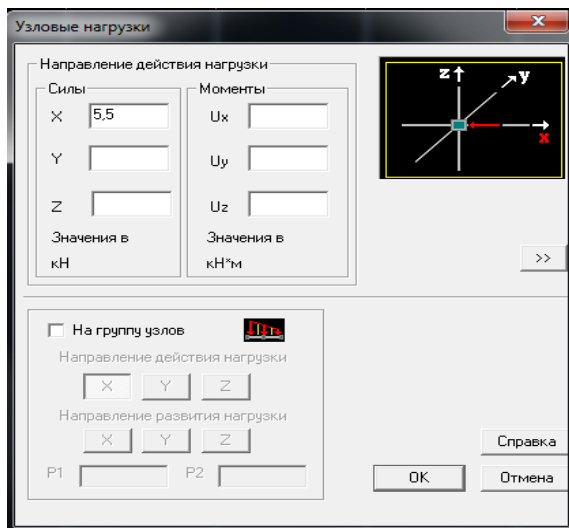 Узловые нагрузки
Направление действия нагрузки
Силы
Моменты
X 5,5
Ux
Y
Uy
Z
Uz
Значения в
кН
Значения в
кН*м
z y
x
>>
На группу узлов
Направление действия нагрузки
X Y Z
Направление развития нагрузки
X Y Z
P1 P2
Справка
OK
Отмена